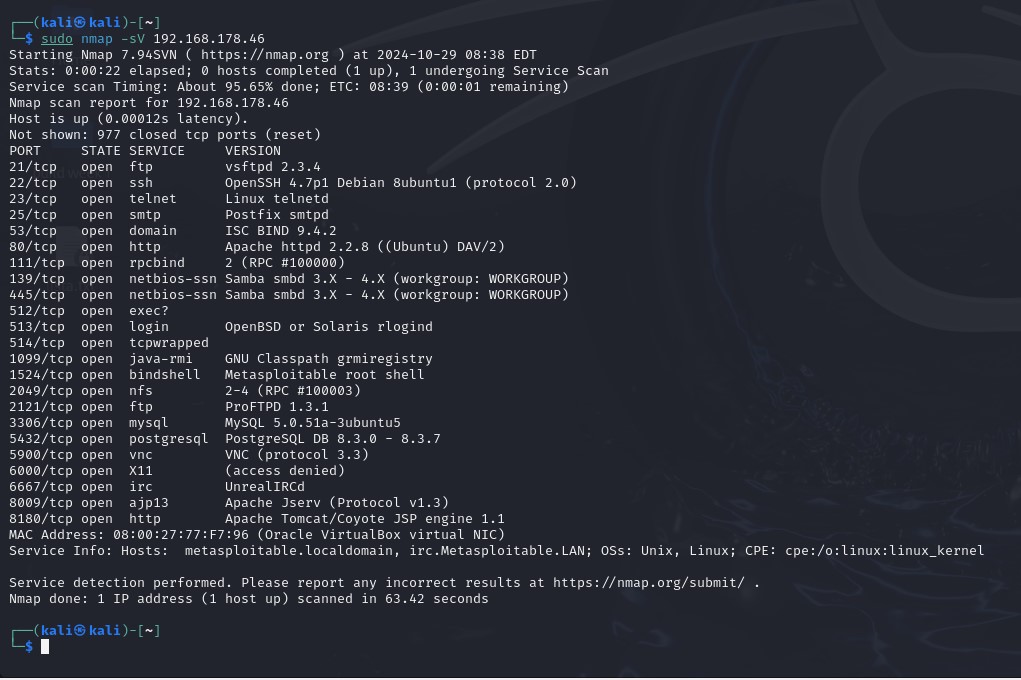 ┌──(kali㉿kali)-[~]
└─$ sudo nmap -sV 192.168.178.46
Starting Nmap 7.94SVN ( https://nmap.org ) at 2024-10-29 08:38 EDT
Stats: 0:00:22 elapsed; 0 hosts completed (1 up), 1 undergoing Service Scan
Service scan Timing: About 95.65% done; ETC: 08:39 (0:00:01 remaining)
Nmap scan report for 192.168.178.46
Host is up (0.00012s latency).
Not shown: 977 closed tcp ports (reset)
PORT     STATE SERVICE     VERSION
21/tcp   open  ftp         vsftpd 2.3.4
22/tcp   open  ssh         OpenSSH 4.7p1 Debian 8ubuntu1 (protocol 2.0)
23/tcp   open  telnet      Linux telnetd
25/tcp   open  smtp        Postfix smtpd
53/tcp   open  domain      ISC BIND 9.4.2
80/tcp   open  http        Apache httpd 2.2.8 ((Ubuntu) DAV/2)
111/tcp  open  rpcbind     2 (RPC #100000)
139/tcp  open  netbios-ssn Samba smbd 3.X - 4.X (workgroup: WORKGROUP)
445/tcp  open  netbios-ssn Samba smbd 3.X - 4.X (workgroup: WORKGROUP)
512/tcp  open  exec?
513/tcp  open  login       OpenBSD or Solaris rlogind
514/tcp  open  tcpwrapped
1099/tcp open  java-rmi    GNU Classpath grmiregistry
1524/tcp open  bindshell   Metasploitable root shell
2049/tcp open  nfs         2-4 (RPC #100003)
2121/tcp open  ftp         ProFTPD 1.3.1
3306/tcp open  mysql       MySQL 5.0.51a-3ubuntu5
5432/tcp open  postgresql  PostgreSQL DB 8.3.0 - 8.3.7
5900/tcp open  vnc         VNC (protocol 3.3)
6000/tcp open  X11         (access denied)
6667/tcp open  irc         UnrealIRCd
8009/tcp open  ajp13       Apache Jserv (Protocol v1.3)
8180/tcp open  http        Apache Tomcat/Coyote JSP engine 1.1
MAC Address: 08:00:27:77:F7:96 (Oracle VirtualBox virtual NIC)
Service Info: Hosts:  metasploitable.localdomain, irc.Metasploitable.LAN; OSs: Unix, Linux; CPE: cpe:/o:linux:linux_kernel
Service detection performed. Please report any incorrect results at https://nmap.org/submit/ .
Nmap done: 1 IP address (1 host up) scanned in 63.42 seconds
┌──(kali㉿kali)-[~]
└─$